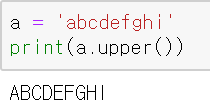 a = 'abcdefghi'
print(a.upper())
ABCDEFGHI